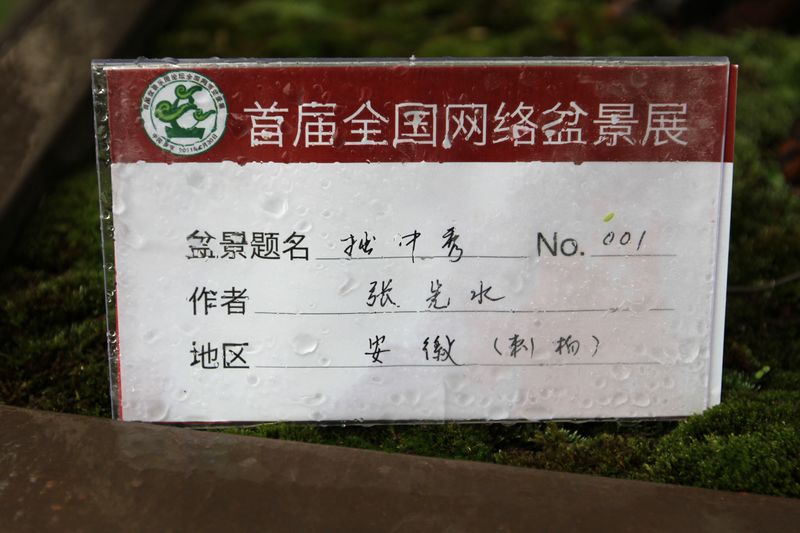 首届全国网络盆景展
盆景题名 拙中秀 No. 001
作者 张先水
地区 安徽 (刺柏)